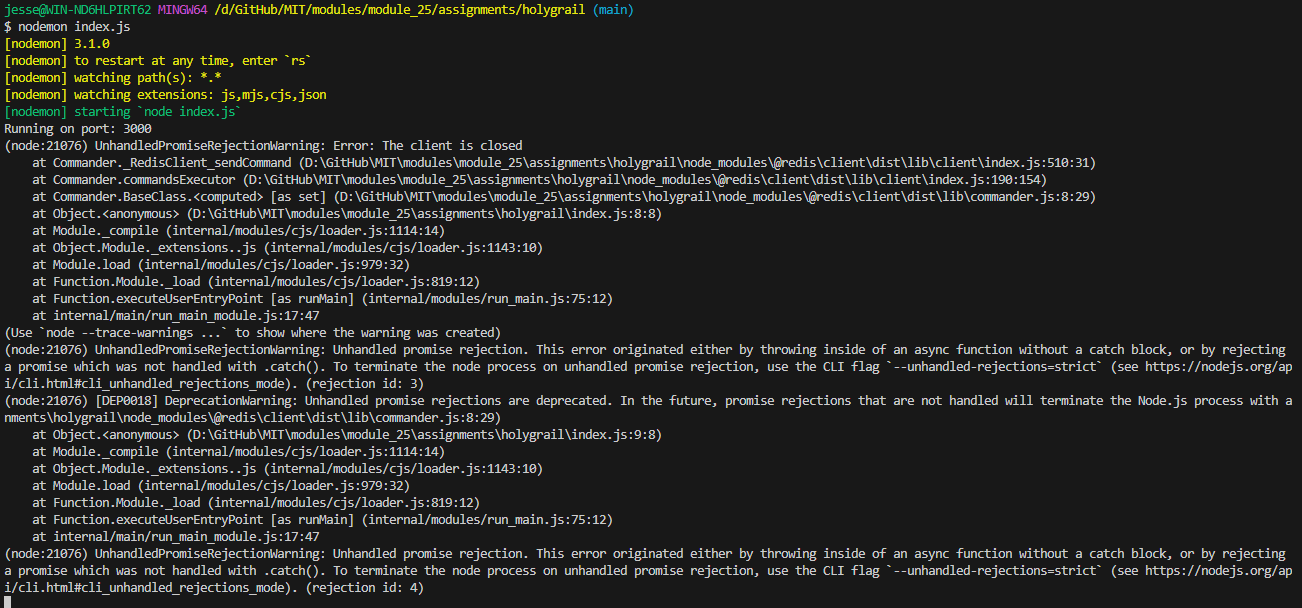 jesse@WIN-ND6HLPIRT62 MINGW64 /d/GitHub/MIT/modules/module_25/assignments/holygrail (main)
$ nodemon index.js
[nodemon] 3.1.0
[nodemon] to restart at any time, enter `rs`
[nodemon] watching path(s): *.*
[nodemon] watching extensions: js,mjs,cjs,json
[nodemon] starting `node index.js`
Running on port: 3000
(node:21076) UnhandledPromiseRejectionWarning: Error: The client is closed
    at Commander._RedisClient_sendCommand (D:\GitHub\MIT\modules\module_25\assignments\holygrail\node_modules\@redis\client\dist\lib\client\index.js:510:31)
    at Commander.commandsExecutor (D:\GitHub\MIT\modules\module_25\assignments\holygrail\node_modules\@redis\client\dist\lib\client\index.js:190:154)
    at Commander.BaseClass.<computed> [as set] (D:\GitHub\MIT\modules\module_25\assignments\holygrail\node_modules\@redis\client\dist\lib\commander.js:8:29)
    at Object.<anonymous> (D:\GitHub\MIT\modules\module_25\assignments\holygrail\index.js:8:8)
    at Module._compile (internal/modules/cjs/loader.js:1114:14)
    at Object.Module._extensions..js (internal/modules/cjs/loader.js:1143:10)
    at Module.load (internal/modules/cjs/loader.js:979:32)
    at Function.Module._load (internal/modules/cjs/loader.js:819:12)
    at Function.executeUserEntryPoint [as runMain] (internal/modules/run_main.js:75:12)
    at internal/main/run_main_module.js:17:47
(Use `node --trace-warnings ...` to show where the warning was created)
(node:21076) UnhandledPromiseRejectionWarning: Unhandled promise rejection. This error originated either by throwing inside of an async function without a catch block, or by rejecting
a promise which was not handled with .catch(). To terminate the node process on unhandled promise rejection, use the CLI flag `--unhandled-rejections=strict` (see https://nodejs.org/ap
i/cli.html#cli_unhandled_rejections_mode). (rejection id: 3)
(node:21076) [DEP0018] DeprecationWarning: Unhandled promise rejections are deprecated. In the future, promise rejections that are not handled will terminate the Node.js process with a
nments\holygrail\node_modules\@redis\client\dist\lib\commander.js:8:29)
    at Object.<anonymous> (D:\GitHub\MIT\modules\module_25\assignments\holygrail\index.js:9:8)
    at Module._compile (internal/modules/cjs/loader.js:1114:14)
    at Object.Module._extensions..js (internal/modules/cjs/loader.js:1143:10)
    at Module.load (internal/modules/cjs/loader.js:979:32)
    at Function.Module._load (internal/modules/cjs/loader.js:819:12)
    at Function.executeUserEntryPoint [as runMain] (internal/modules/run_main.js:75:12)
    at internal/main/run_main_module.js:17:47
(node:21076) UnhandledPromiseRejectionWarning: Unhandled promise rejection. This error originated either by throwing inside of an async function without a catch block, or by rejecting
a promise which was not handled with .catch(). To terminate the node process on unhandled promise rejection, use the CLI flag `--unhandled-rejections=strict` (see https://nodejs.org/ap
i/cli.html#cli_unhandled_rejections_mode). (rejection id: 4)